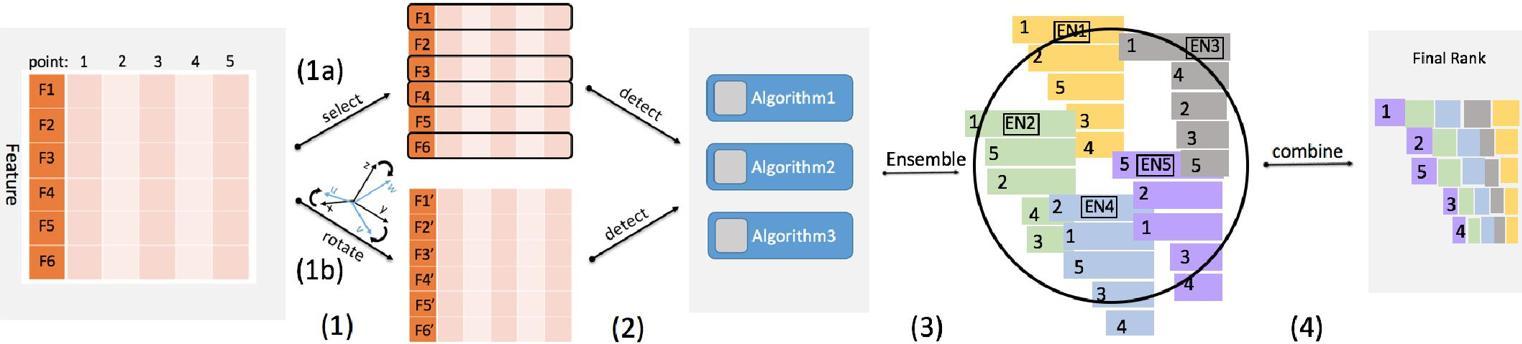 point: 1 2 3 4 5
Feature
F1
F2
F3
F4
F5
F6
(1a)
select
z
u
w
x
y
v
rotate
(1b)
(1)
F1
F2
F3
F4
F5
F6
F1’
F2’
F3’
F4’
F5’
F6’
detect
detect
(2)
Algorithm1
Algorithm2
Algorithm3
Ensemble
(3)
1 EN1
2
5
3
4
1 EN3
4
2
3
5
1 EN2
5
2
4
3
5 EN5
2
1
3
4
2 EN4
1
5
3
4
combine
(4)
Final Rank
1
2
5
3
4